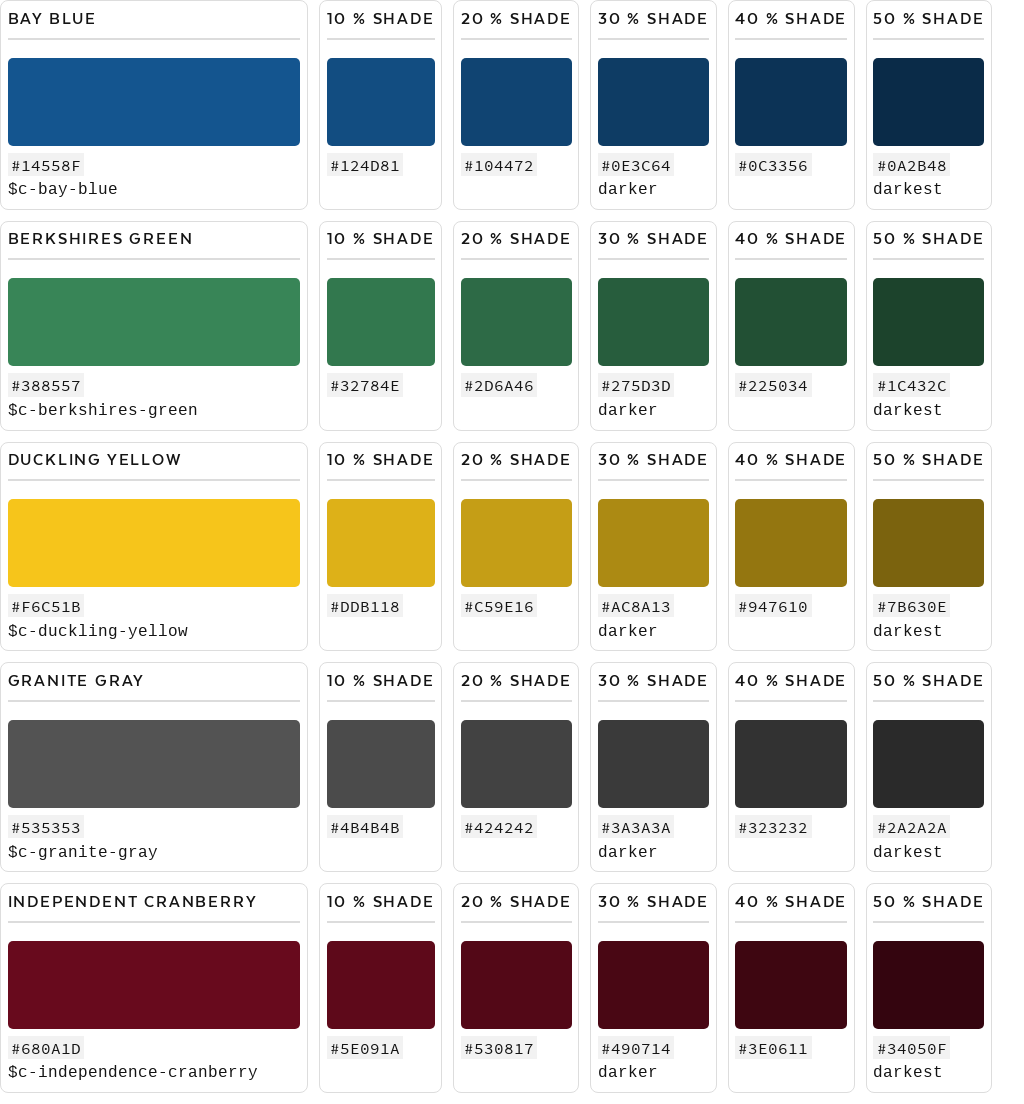 BAY BLUE
10 % SHADE
20 % SHADE
30 % SHADE
40 % SHADE
50 % SHADE
#14558F
#124D81
#104472
#0E3C64
#0C3356
#0A2B48
$c-bay-blue
darker
darkest
BERKSHIRES GREEN
10 % SHADE
20 % SHADE
30 % SHADE
40 % SHADE
50 % SHADE
#388557
#32784E
#2D6A46
#275D3D
#225034
#1C432C
$c-berkshires-green
darker
darkest
DUCKLING YELLOW
10 % SHADE
20 % SHADE
30 % SHADE
40 % SHADE
50 % SHADE
#F6C51B
#DDB118
#C59E16
#AC8A13
#947610
#7B630E
$c-duckling-yellow
darker
darkest
GRANITE GRAY
10 % SHADE
20 % SHADE
30 % SHADE
40 % SHADE
50 % SHADE
#535353
#4B4B4B
#424242
#3A3A3A
#323232
#2A2A2A
$c-granite-gray
darker
darkest
INDEPENDENT CRANBERRY
10 % SHADE
20 % SHADE
30 % SHADE
40 % SHADE
50 % SHADE
#680A1D
#5E091A
#530817
#490714
#3E0611
#34050F
$c-independence-cranberry
darker
darkest